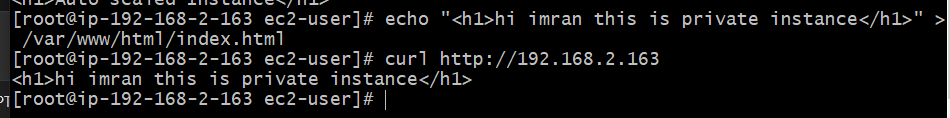 <h1>Auto scaled instance</h1>
[root@ip-192-168-2-163 ec2-user]# echo "<h1>hi imran this is private instance</h1>" >
/var/www/html/index.html
[root@ip-192-168-2-163 ec2-user]# curl http://192.168.2.163
<h1>hi imran this is private instance</h1>
[root@ip-192-168-2-163 ec2-user]#